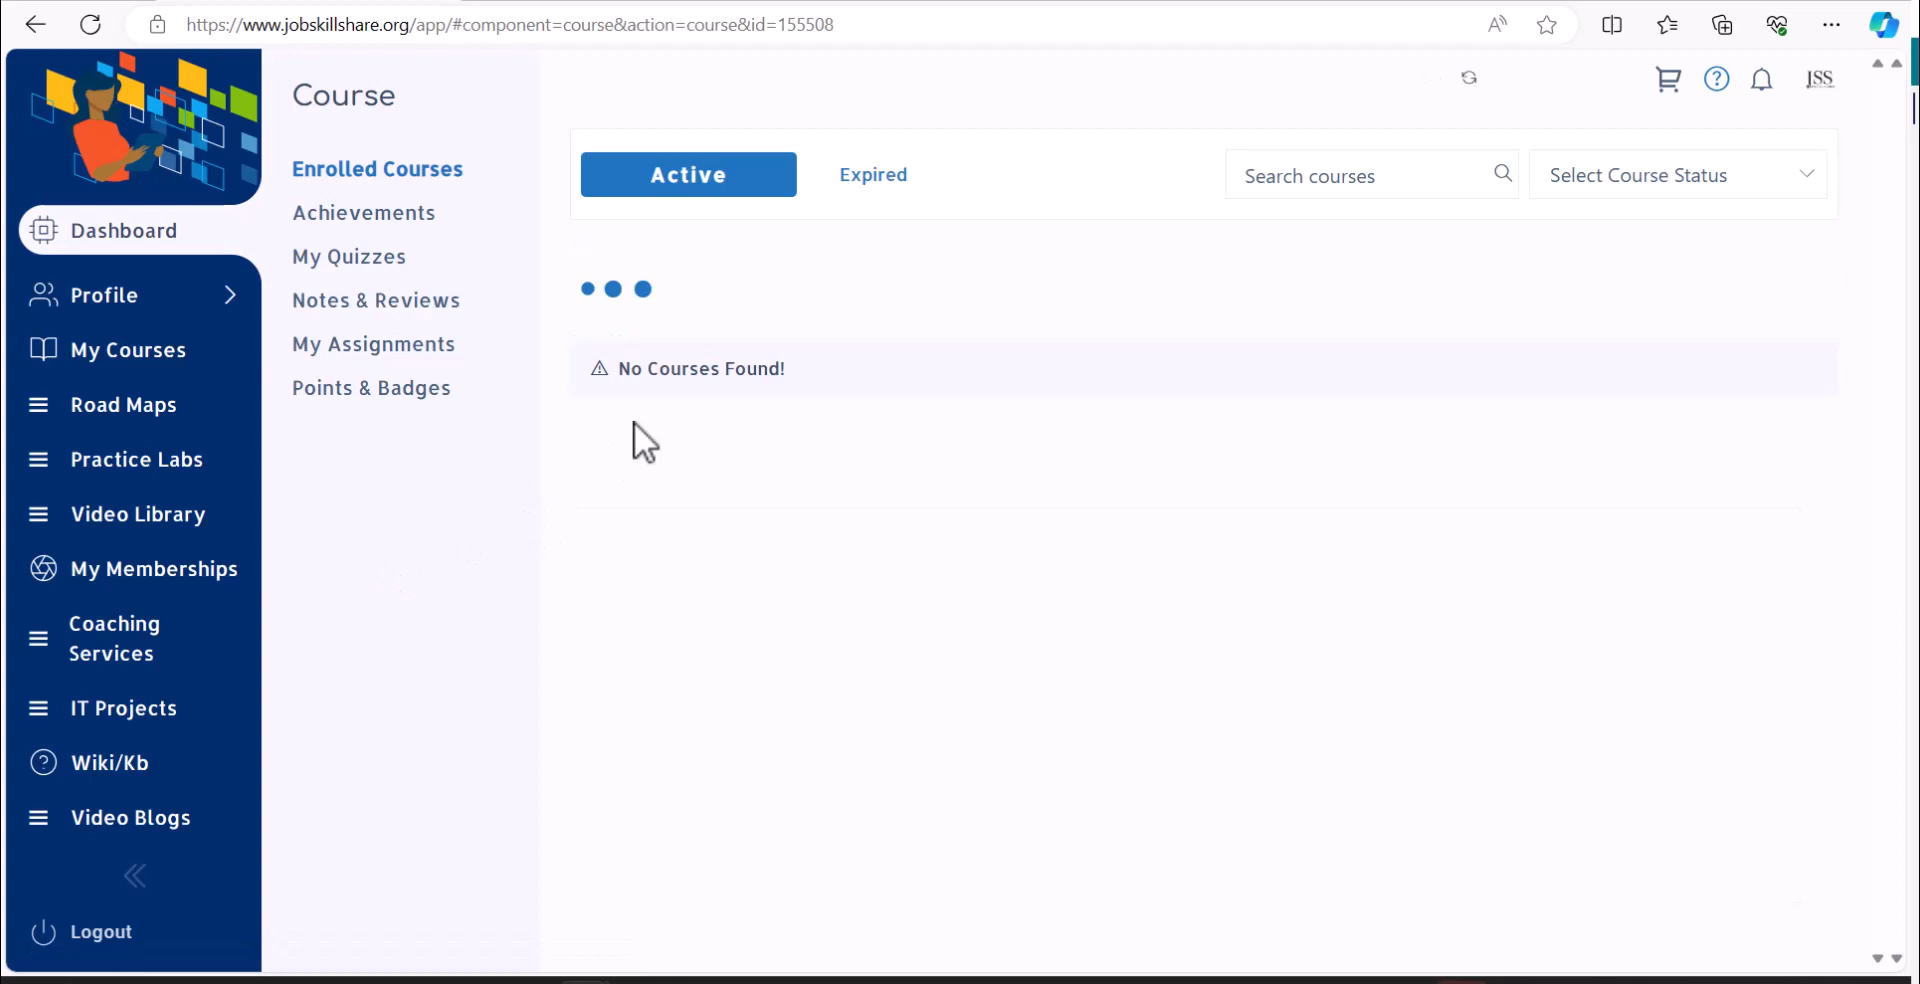 https://www.jobskillshare.org/app/#component=course&action=course&id=155508
A))
Course
JSS
Enrolled Courses
Active
Expired
Search courses
Select Course Status
Achievements
Dashboard
My Quizzes
Profile
Notes & Reviews
My Courses
My Assignments
No Courses Found!
Points & Badges
Road Maps
Practice Labs
Video Library
My Memberships
Coaching
Services
IT Projects
Wiki/Kb
Video Blogs
Logout